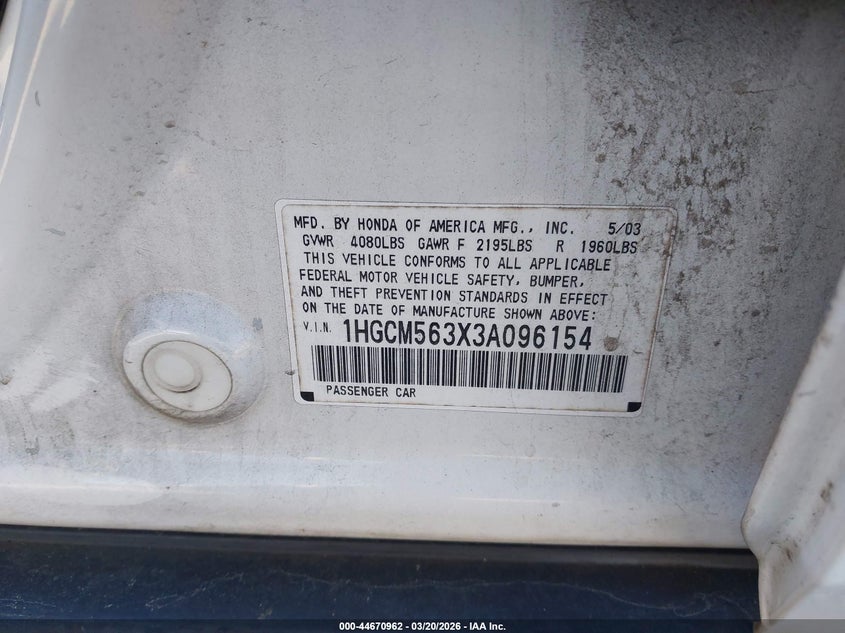 MFD. BY HONDA OF AMERICA MFG., INC. 5/03
GVWR 4080LBS GAWR F 2195LBS R 1960LBS
THIS VEHICLE CONFORMS TO ALL APPLICABLE
FEDERAL MOTOR VEHICLE SAFETY, BUMPER,
AND THEFT PREVENTION STANDARDS IN EFFECT
ON THE DATE OF MANUFACTURE SHOWN ABOVE:
V.I.N. 1HGCM563X3A096154
PASSENGER CAR
000-44670962 - 03/20/2026 - IAA Inc.